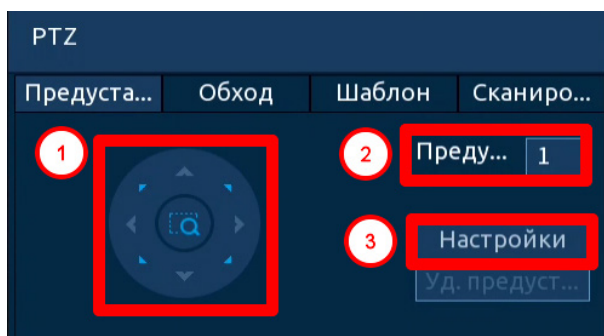 PTZ
Предуста... Обход Шаблон Сканиро...
1 2 Преду... 1
3 Настройки
Уд. предуст...